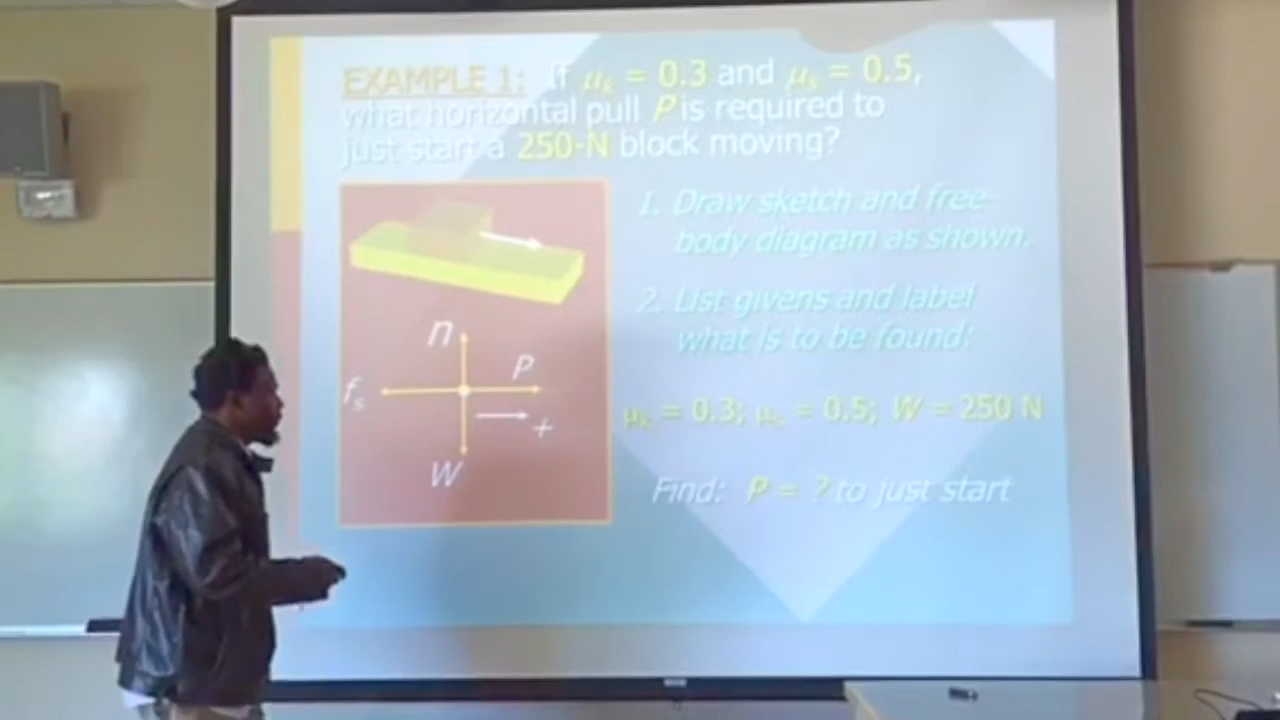 EXAMPLE 1: If μk = 0.3 and μs = 0.5,
what horizontal pull P is required to
just start a 250-N block moving?
1. Draw sketch and free-
body diagram as shown.
2. List givens and label
what is to be found:
n
P
fs
+
W
μk = 0.3; μs = 0.5; W = 250 N
Find: P = ? to just start